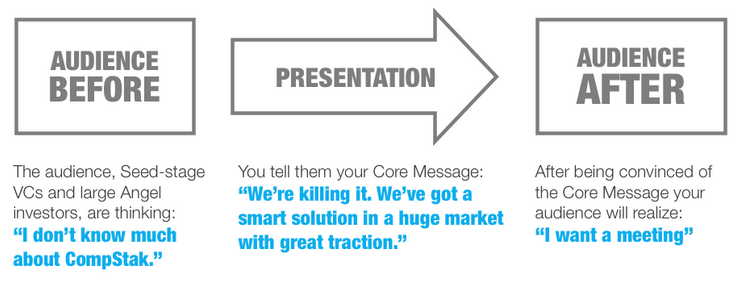 AUDIENCE
BEFORE
PRESENTATION
AUDIENCE
AFTER
The audience, Seed-stage
VCs and large Angel
investors, are thinking:
“I don’t know much
about CompStak.”
You tell them your Core Message:
“We’re killing it. We’ve got a
smart solution in a huge market
with great traction.”
After being convinced of
the Core Message your
audience will realize:
“I want a meeting”